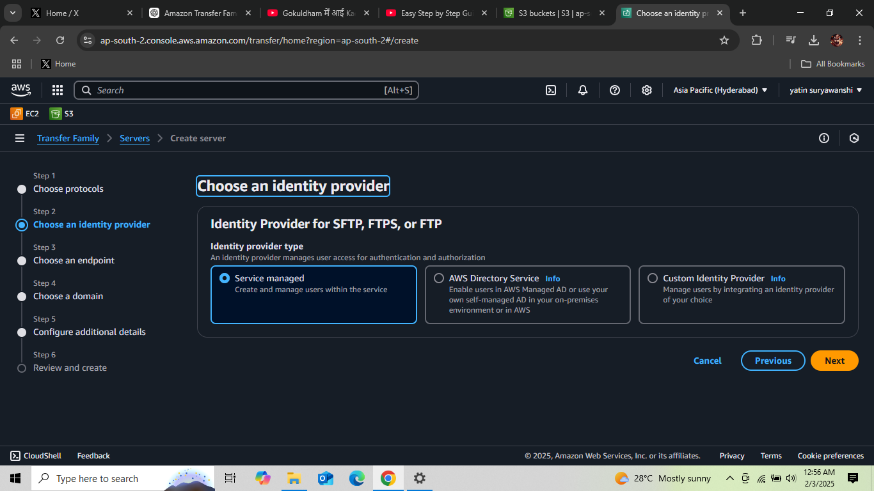 Home / X
Amazon Transfer Fam
Gokuldham में आई Ka
Easy Step by Step Gu
S3 buckets | S3 | ap-s
Choose an identity pr
ap-south-2.console.aws.amazon.com/transfer/home?region=ap-south-2#/create
Home
All Bookmarks
aws
Search
[Alt+S]
Asia Pacific (Hyderabad)
yatin suryawanshi
EC2
S3
Transfer Family
Servers
Create server
Step 1
Choose protocols
Step 2
Choose an identity provider
Step 3
Choose an endpoint
Step 4
Choose a domain
Step 5
Configure additional details
Step 6
Review and create
Choose an identity provider
Identity Provider for SFTP, FTPS, or FTP
Identity provider type
An identity provider manages user access for authentication and authorization
Service managed
Create and manage users within the service
AWS Directory Service Info
Enable users in AWS Managed AD or use your
own self-managed AD in your on-premises
environment or in AWS
Custom Identity Provider Info
Manage users by integrating an identity provider
of your choice
Cancel
Previous
Next
CloudShell
Feedback
© 2025, Amazon Web Services, Inc. or its affiliates.
Privacy
Terms
Cookie preferences
Type here to search
28°C Mostly sunny
12:56 AM
2/3/2025